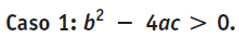 Caso 1: b² − 4ac > 0.